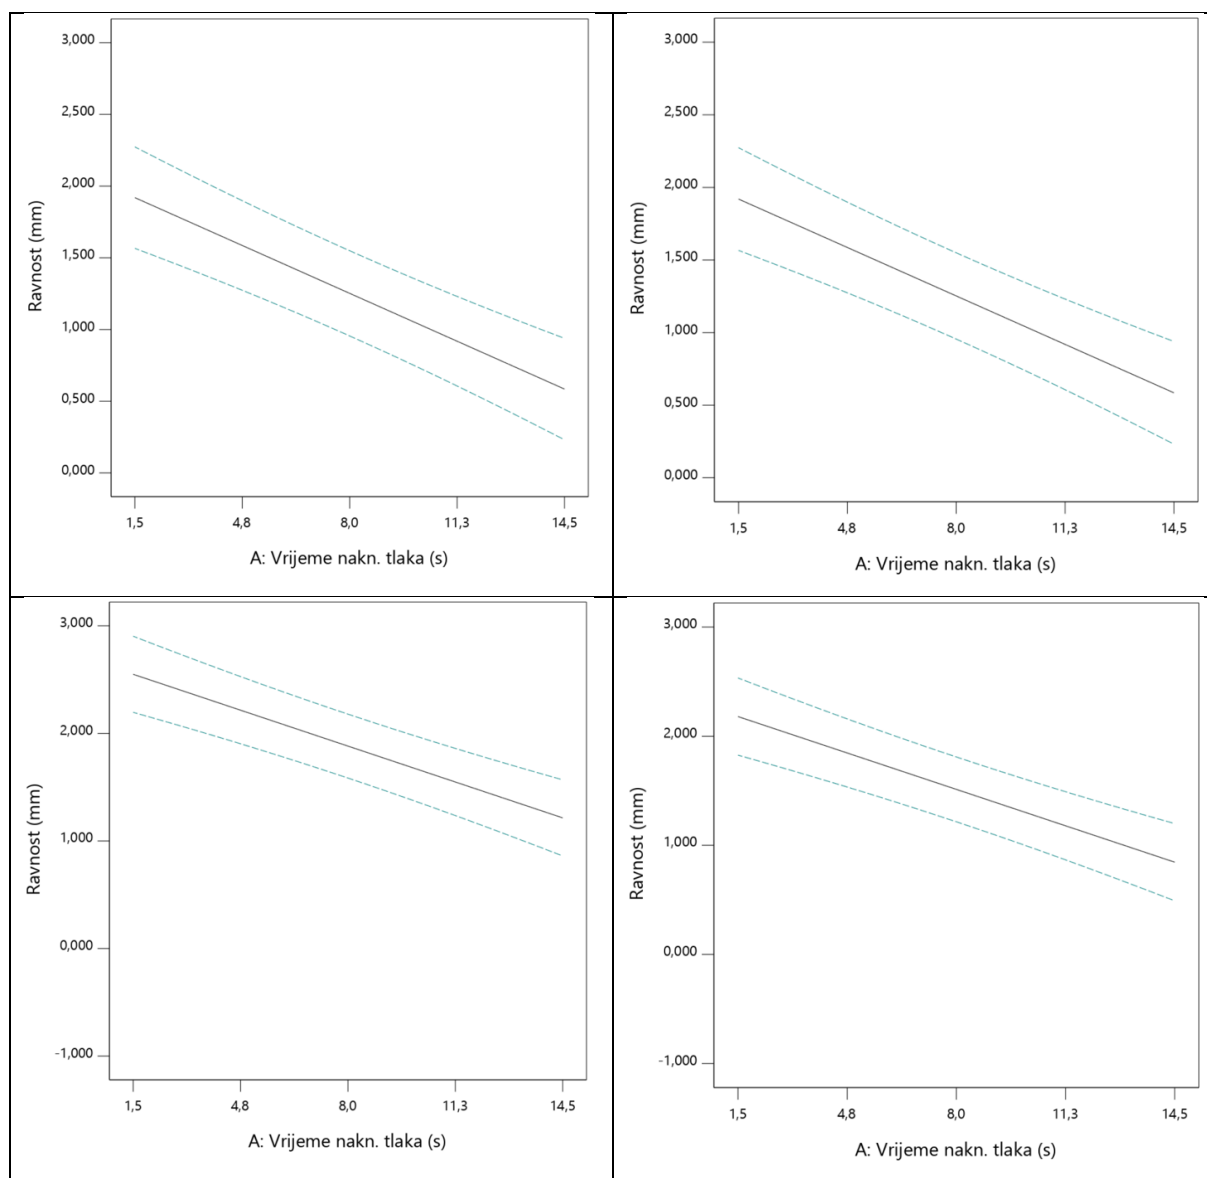 3,000
2,500
2,000
1,500
1,000
0,500
0,000
Ravnost (mm)
1,5 4,8 8,0 11,3 14,5
A: Vrijeme nakn. tlaka (s)
3,000
2,500
2,000
1,500
1,000
0,500
0,000
Ravnost (mm)
1,5 4,8 8,0 11,3 14,5
A: Vrijeme nakn. tlaka (s)
3,000
2,000
1,000
0,000
-1,000
Ravnost (mm)
1,5 4,8 8,0 11,3 14,5
A: Vrijeme nakn. tlaka (s)
3,000
2,000
1,000
0,000
-1,000
Ravnost (mm)
1,5 4,8 8,0 11,3 14,5
A: Vrijeme nakn. tlaka (s)